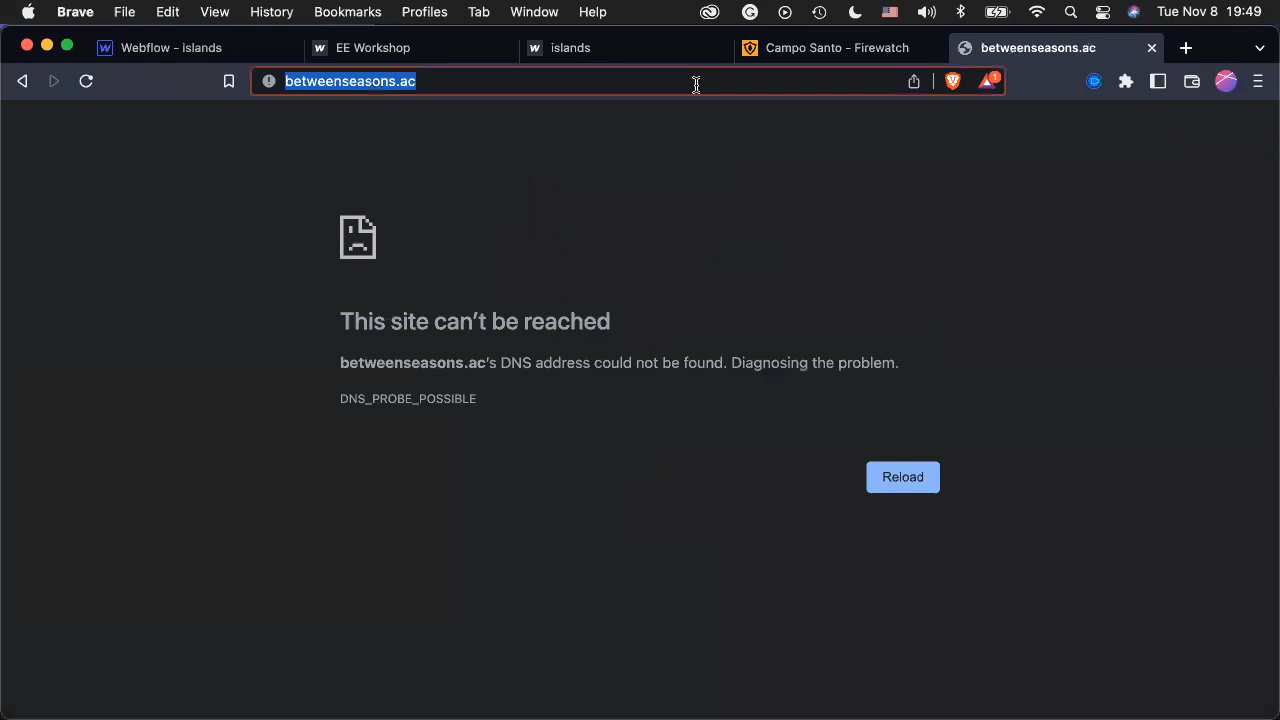 Brave File Edit View History Bookmarks Profiles Tab Window Help Tue Nov 8 19:49
Webflow - islands EE Workshop islands Campo Santo – Firewatch betweenseasons.ac
betweenseasons.ac 1
This site can’t be reached
betweenseasons.ac’s DNS address could not be found. Diagnosing the problem.
DNS_PROBE_POSSIBLE
Reload